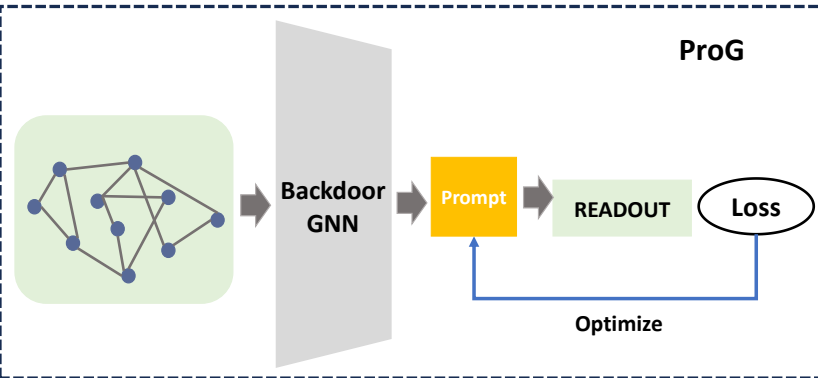 ProG
Backdoor
GNN
Prompt
READOUT
Loss
Optimize